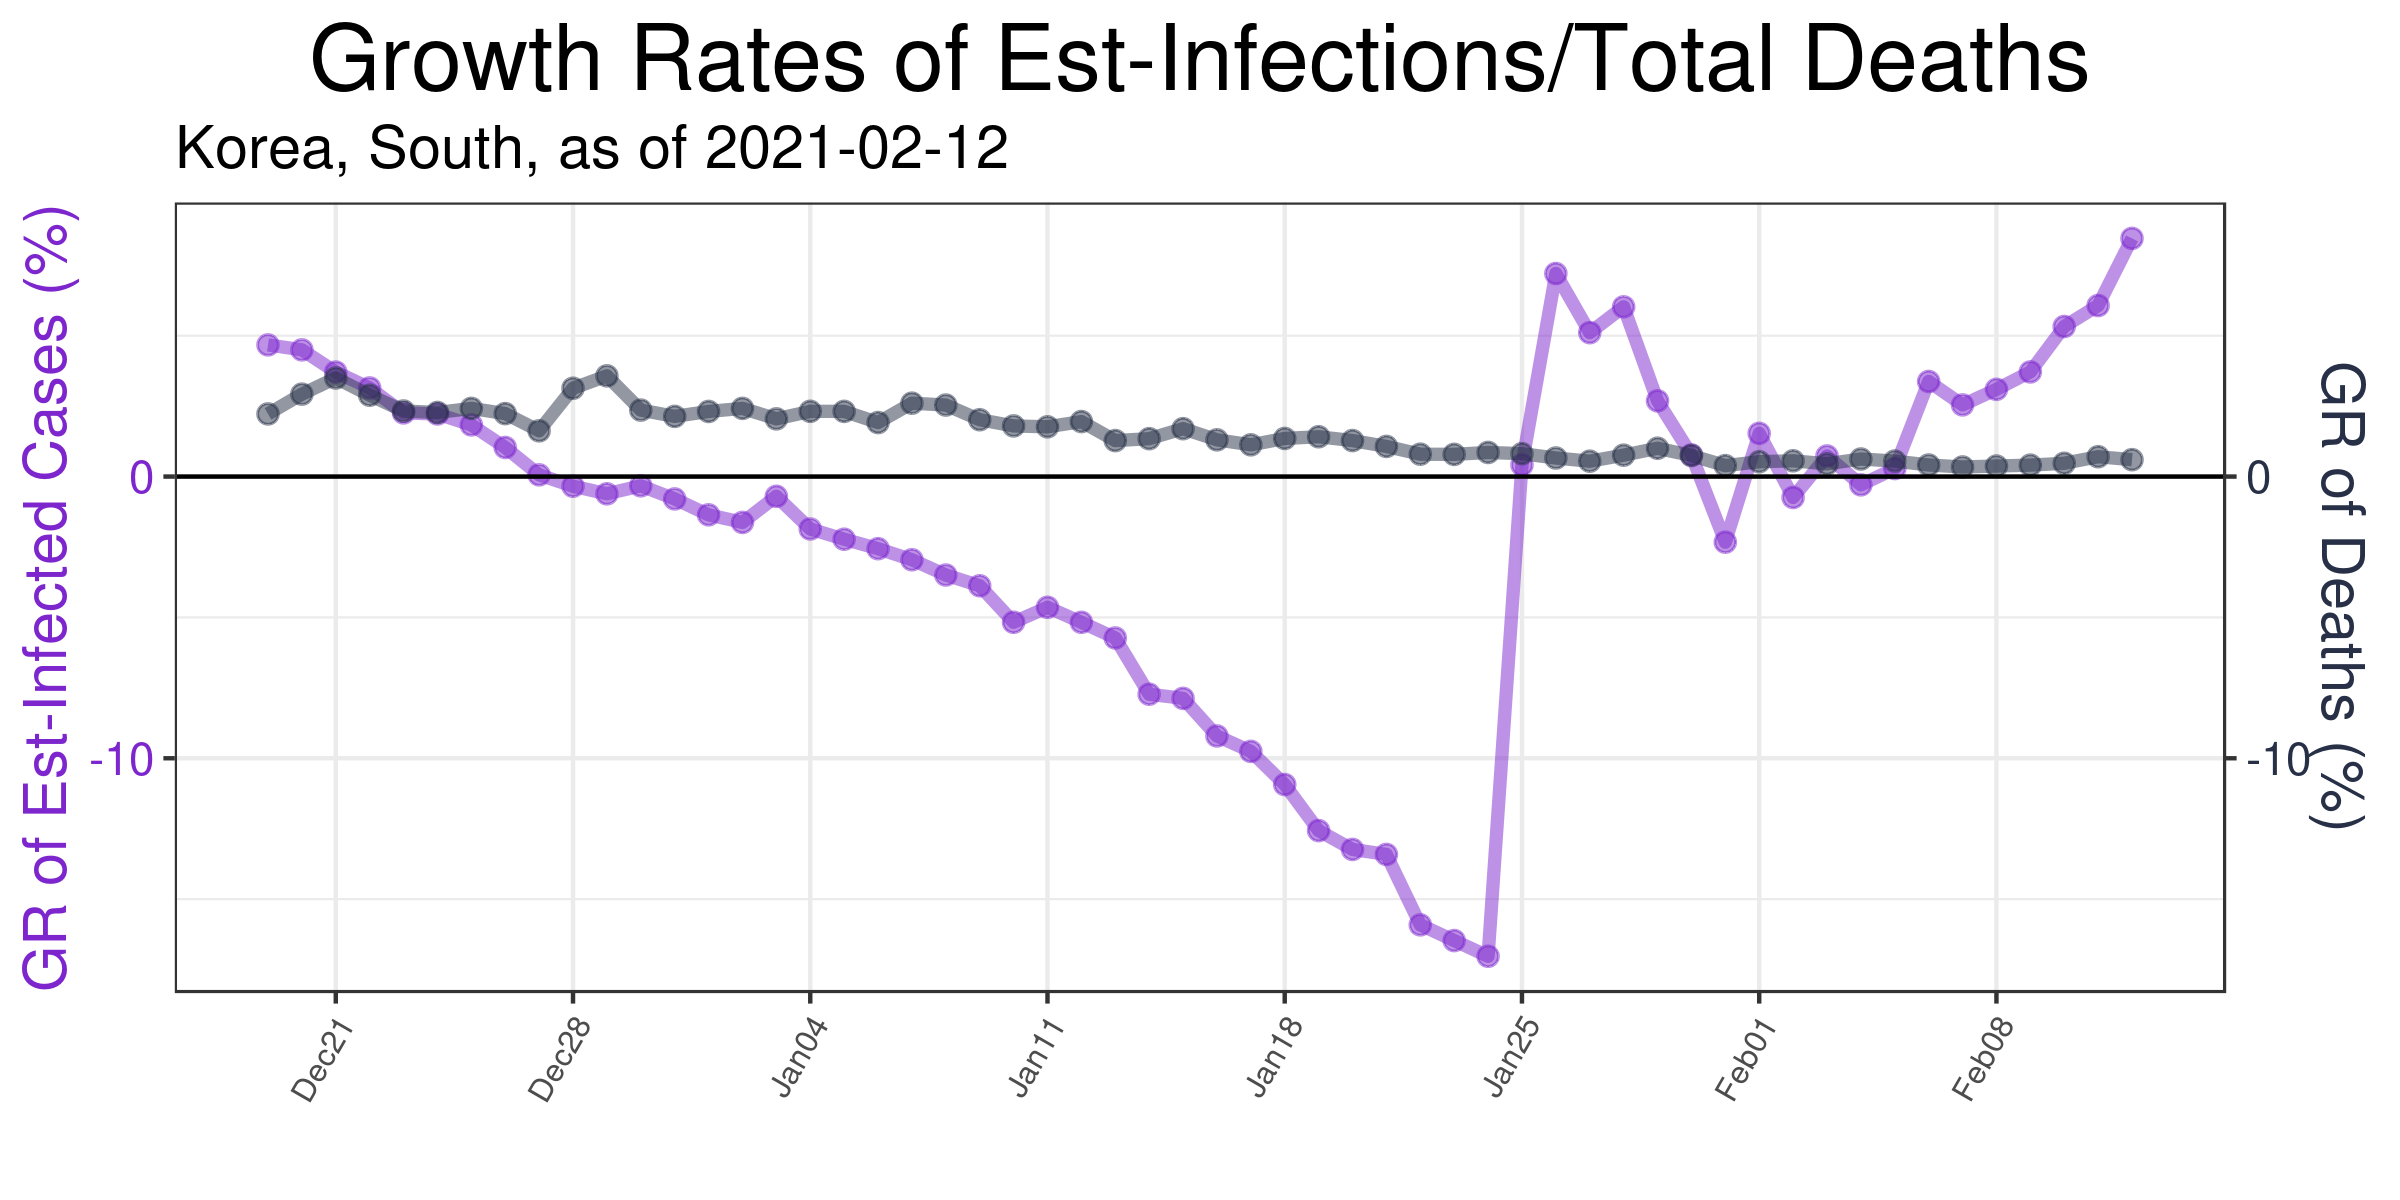 Growth Rates of Est-Infections/Total Deaths
Korea, South, as of 2021-02-12
GR of Est-Infected Cases (%)
0
-10
GR of Deaths (%)
0
-10
Dec21
Dec28
Jan04
Jan11
Jan18
Jan25
Feb01
Feb08